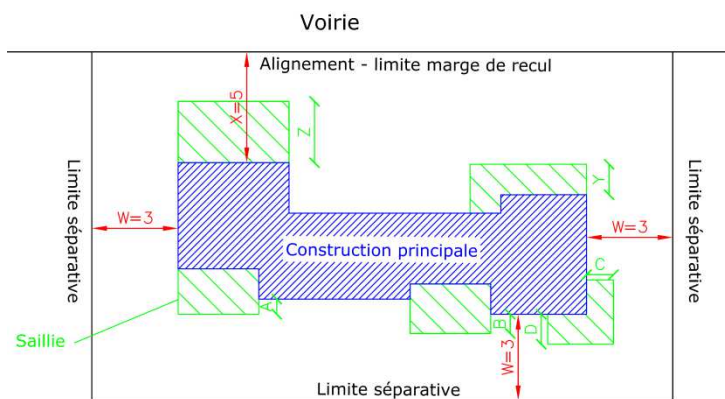 Voirie
Alignement - limite marge de recul
X=5
Z
Limite séparative
W=3
Construction principale
Y
W=3
Limite séparative
C
A
B
D
Saillie
W=3
Limite séparative